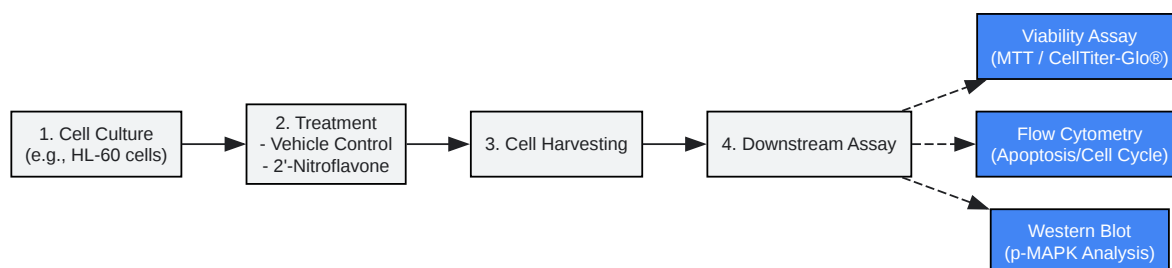 1. Cell Culture
(e.g., HL-60 cells)
2. Treatment
- Vehicle Control
- 2'-Nitroflavone
3. Cell Harvesting
4. Downstream Assay
Viability Assay
(MTT / CellTiter-Glo®)
Flow Cytometry
(Apoptosis/Cell Cycle)
Western Blot
(p-MAPK Analysis)